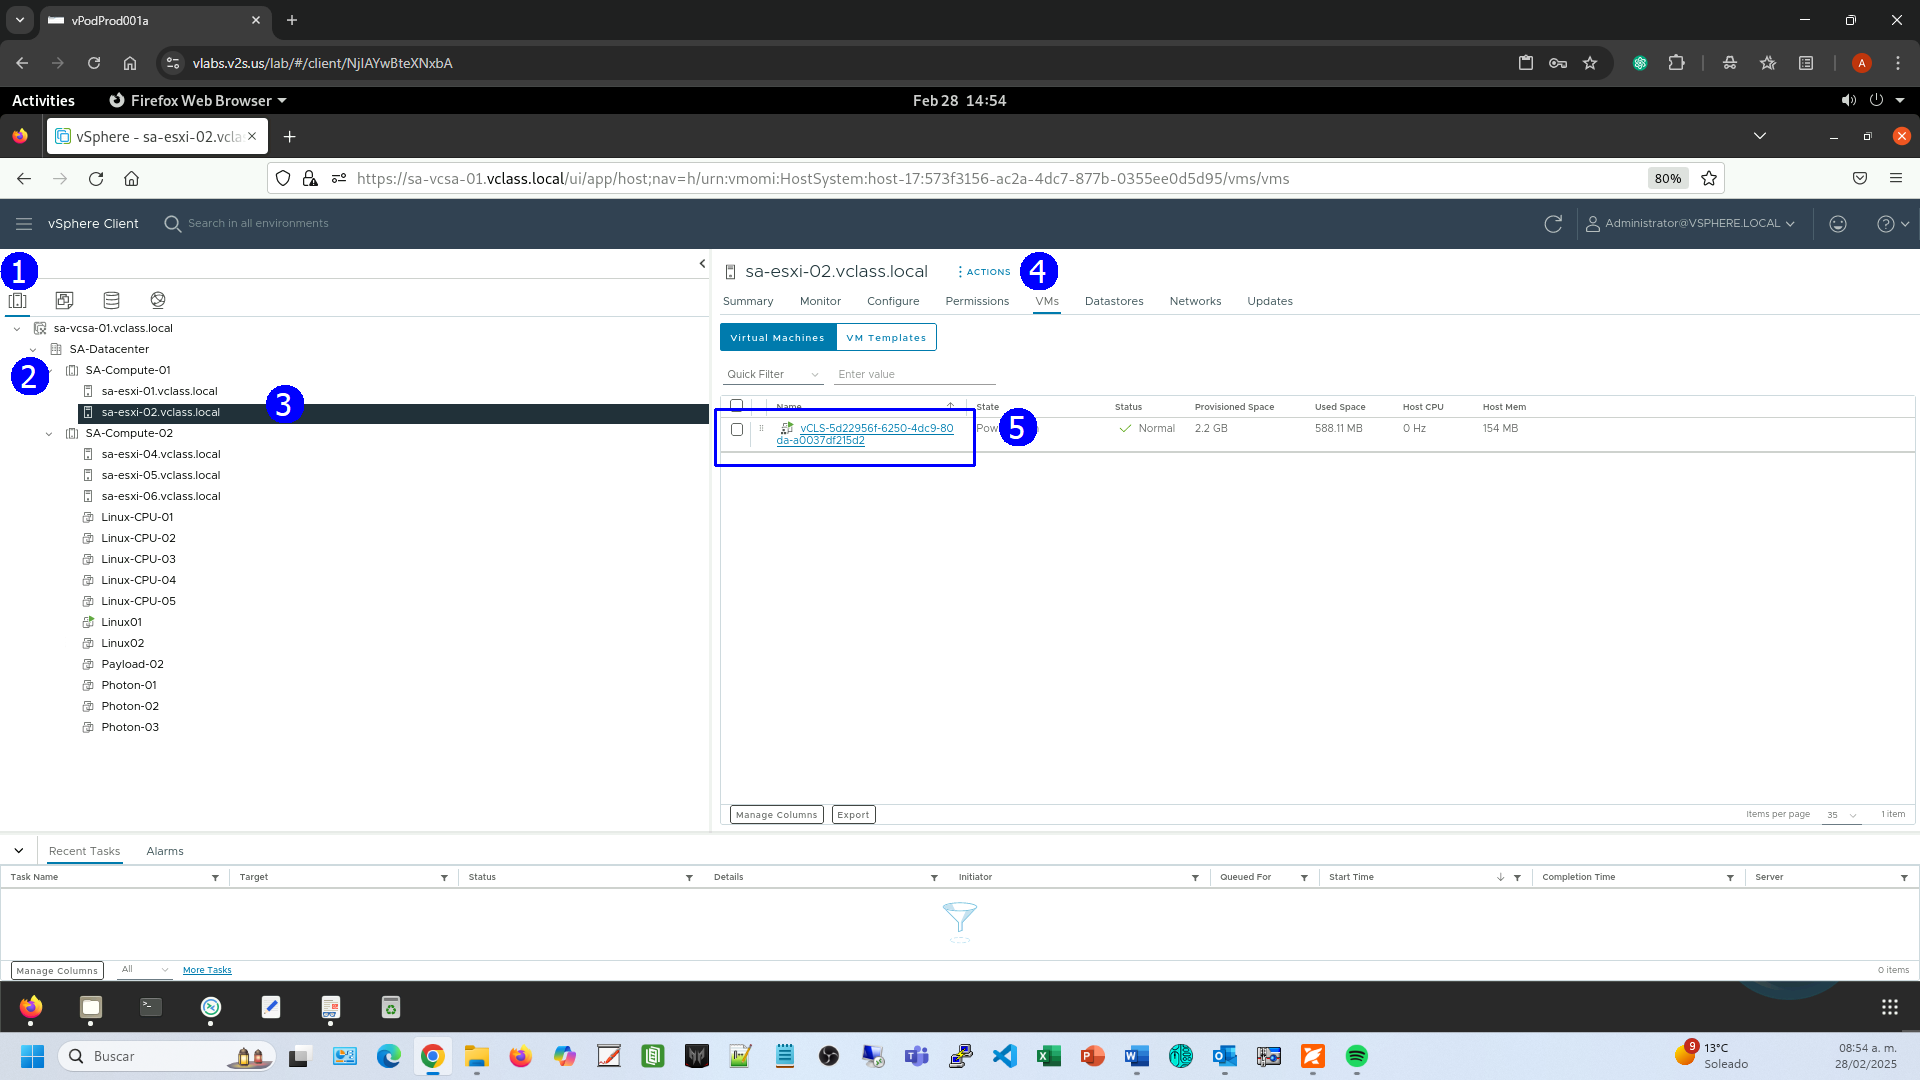 vPodProd001a
vlabs.v2s.us/lab/#/client/NjIAYwBteXNxbA
A
Activities
Firefox Web Browser
Feb 28 14:54
vSphere - sa-esxi-02.vcla
https://sa-vcsa-01.vclass.local/ui/app/host;nav=h/urn:vmomi:HostSystem:host-17:573f3156-ac2a-4dc7-877b-0355ee0d5d95/vms/vms
80%
vSphere Client
Search in all environments
Administrator@VSPHERE.LOCAL
1
sa-vcsa-01.vclass.local
SA-Datacenter
2
SA-Compute-01
sa-esxi-01.vclass.local
sa-esxi-02.vclass.local
3
SA-Compute-02
sa-esxi-04.vclass.local
sa-esxi-05.vclass.local
sa-esxi-06.vclass.local
Linux-CPU-01
Linux-CPU-02
Linux-CPU-03
Linux-CPU-04
Linux-CPU-05
Linux01
Linux02
Payload-02
Photon-01
Photon-02
Photon-03
sa-esxi-02.vclass.local
ACTIONS
4
Summary Monitor Configure Permissions VMs Datastores Networks Updates
Virtual Machines VM Templates
Quick Filter Enter value
Name State Status Provisioned Space Used Space Host CPU Host Mem
vCLS-5d22956f-6250-4dc9-80 5 Normal 2.2 GB 588.11 MB 0 Hz 154 MB
da-a0037df215d2
Manage Columns Export Items per page 35 1 item
Recent Tasks Alarms
Task Name Target Status Details Initiator Queued For Start Time Completion Time Server
Manage Columns All More Tasks 0 items
Buscar
9
13°C
Soleado
08:54 a. m.
28/02/2025